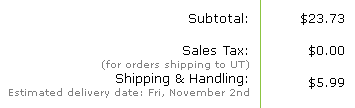 Subtotal: $23.73
Sales Tax: $0.00
(for orders shipping to UT)
Shipping & Handling: $5.99
Estimated delivery date: Fri, November 2nd